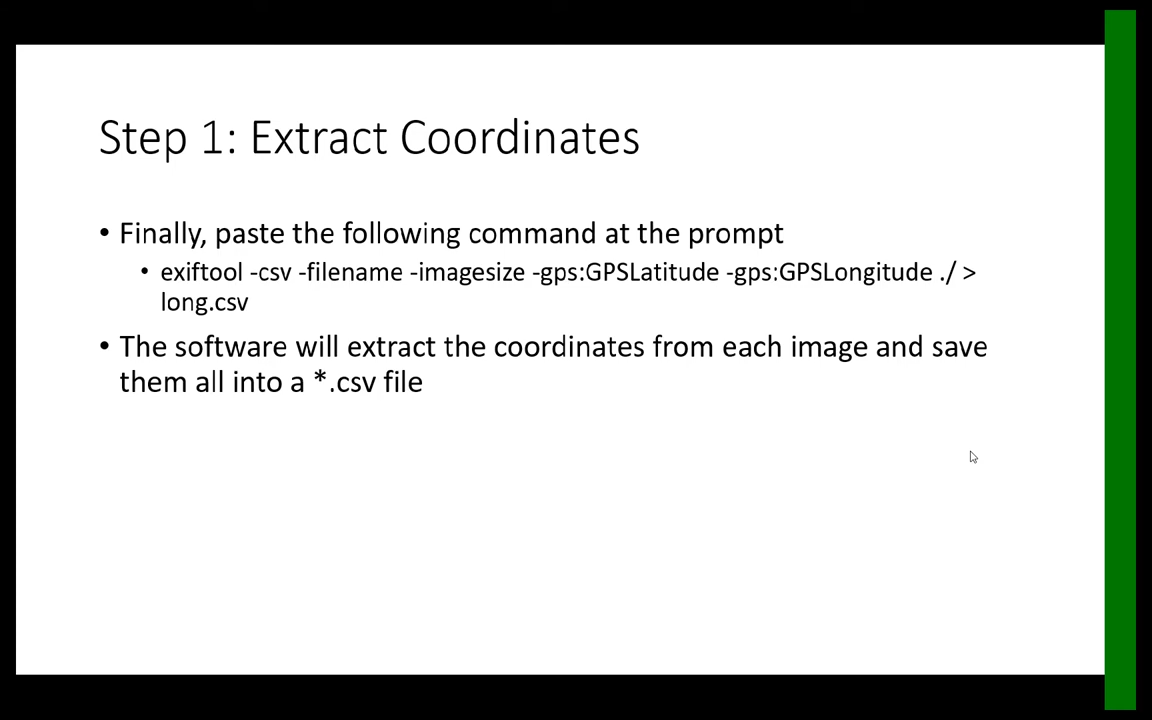 Step 1: Extract Coordinates
• Finally, paste the following command at the prompt
• exiftool -csv -filename -imagesize -gps:GPSLatitude -gps:GPSLongitude ./ >
long.csv
• The software will extract the coordinates from each image and save
them all into a *.csv file